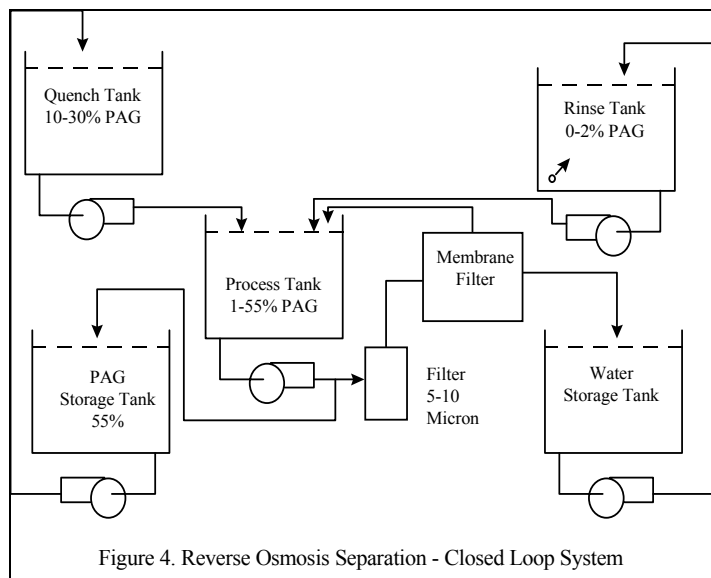 Quench Tank
10-30% PAG
Rinse Tank
0-2% PAG
Process Tank
1-55% PAG
Membrane
Filter
PAG
Storage Tank
55%
Filter
5-10
Micron
Water
Storage Tank
Figure 4. Reverse Osmosis Separation - Closed Loop System